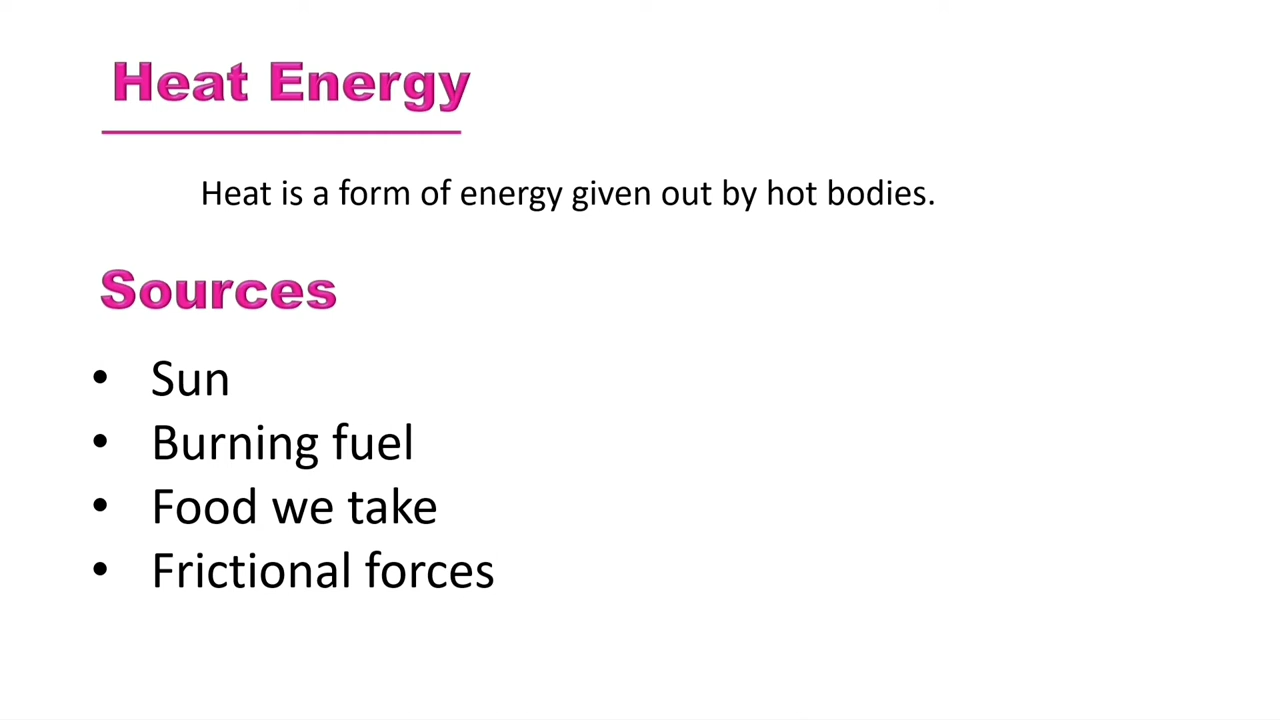 Heat Energy
Heat is a form of energy given out by hot bodies.
Sources
• Sun
• Burning fuel
• Food we take
• Frictional forces